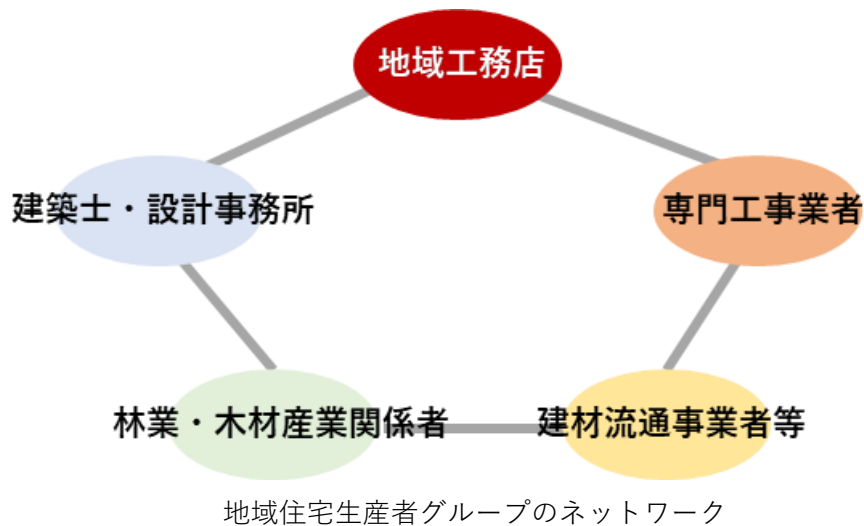 地域工務店
建築士・設計事務所
専門工事業者
林業・木材産業関係者
建材流通事業者等
地域住宅生産者グループのネットワーク